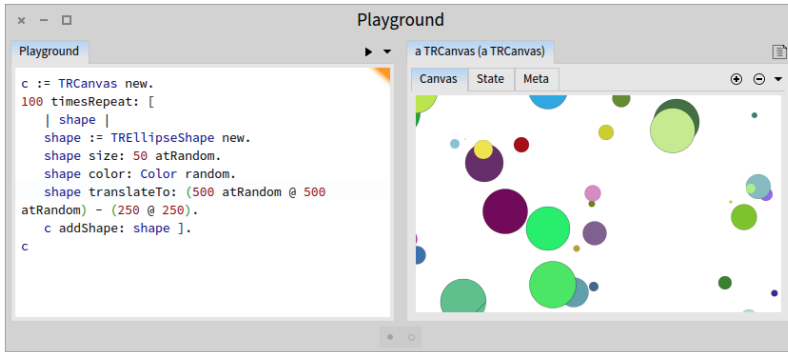 Playground
Playground
c := TRCanvas new.
100 timesRepeat: [
| shape |
shape := TREllipseShape new.
shape size: 50 atRandom.
shape color: Color random.
shape translateTo: (500 atRandom @ 500
atRandom) - (250 @ 250).
c addShape: shape ].
c
a TRCanvas (a TRCanvas)
Canvas State Meta